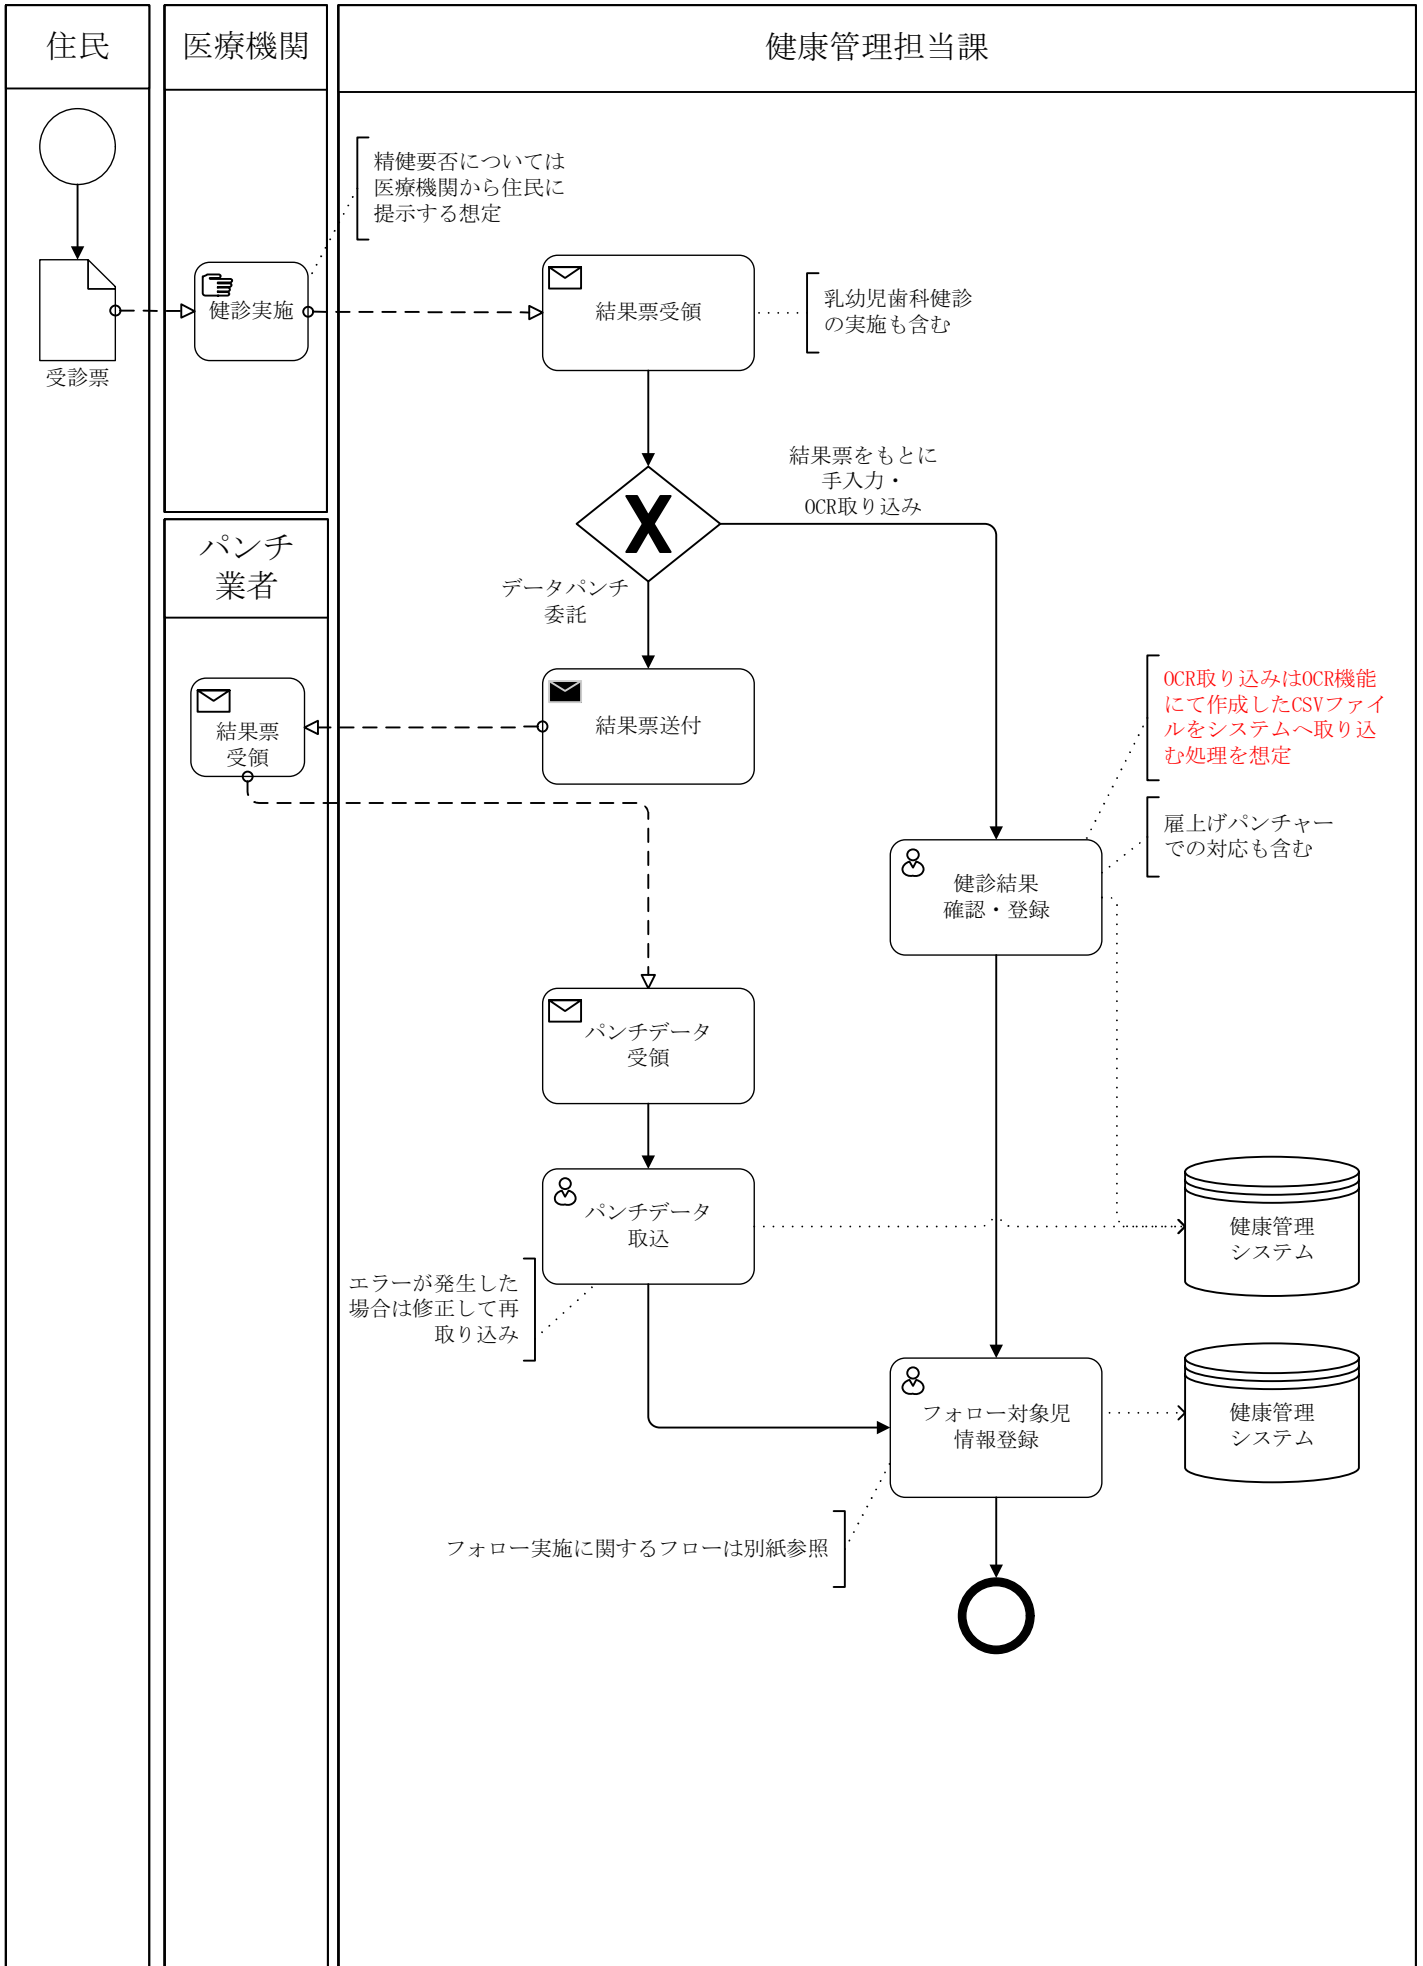 住民
医療機関
健康管理担当課
精健要否については
医療機関から住民に
提示する想定
健診実施
結果票受領
乳幼児歯科健診
の実施も含む
受診票
結果票をもとに
手入力・
OCR取り込み
パンチ
業者
データパンチ
委託
結果票
受領
結果票送付
OCR取り込みはOCR機能
にて作成したCSVファイ
ルをシステムへ取り込
む処理を想定
雇上げパンチャー
での対応も含む
健診結果
確認・登録
パンチデータ
受領
パンチデータ
取込
健康管理
システム
エラーが発生した
場合は修正して再
取り込み
フォロー対象児
情報登録
健康管理
システム
フォロー実施に関するフローは別紙参照